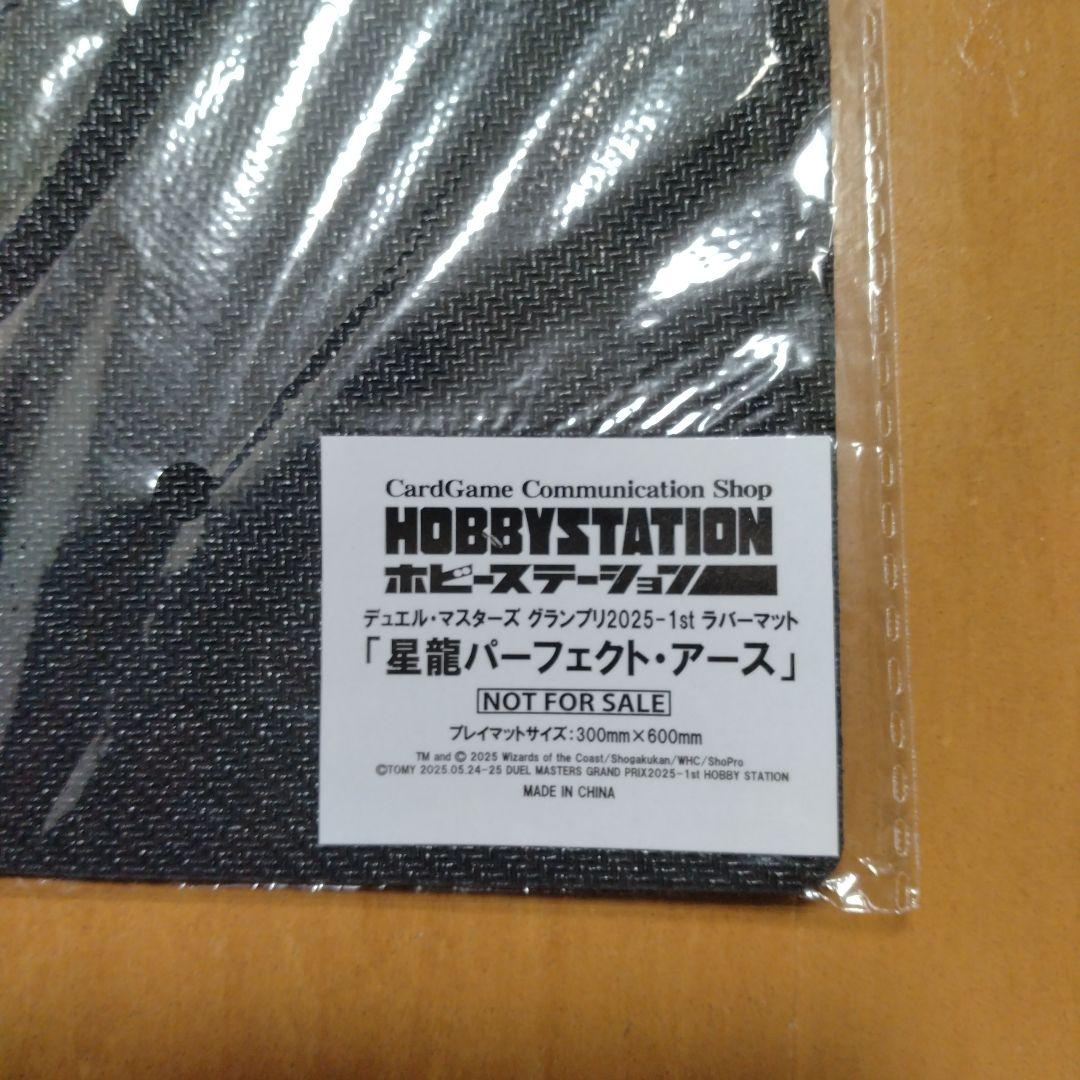 CardGame Communication Shop
HOBBYSTATION
ホビーステーション
デュエル・マスターズ グランプリ2025-1st ラバーマット
「星龍パーフェクト・アース」
NOT FOR SALE
プレイマットサイズ:300mm×600mm
TM and © 2025 Wizards of the Coast/Shogakukan/WHC/ShoPro
©TOMY 2025.05.24-25 DUEL MASTERS GRAND PRIX2025-1st HOBBY STATION
MADE IN CHINA